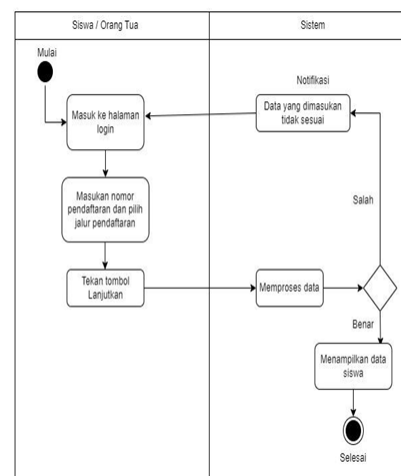 Siswa / Orang Tua
Sistem
Mulai
Notifikasi
Masuk ke halaman
login
Data yang dimasukan
tidak sesuai
Masukan nomor
pendaftaran dan pilih
jalur pendaftaran
Salah
Tekan tombol
Lanjutkan
Memproses data
Benar
Menampilkan data
siswa
Selesai